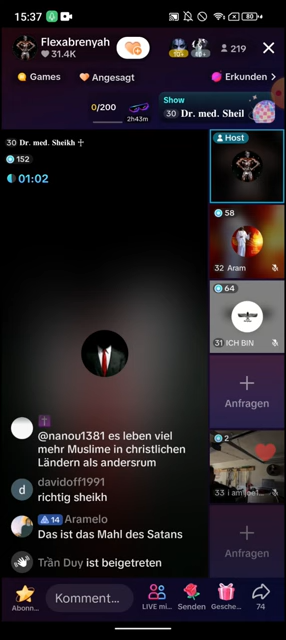 15:37
80
Flexabrenyah
31.4K
219
Games
Angesagt
Erkunden
0/200
2h43m
Show
30 Dr. med. Sheil
30 Dr. med. Sheikh
152
01:02
Host
58
32 Aram
64
31 ICH BIN
Anfragen
2
33
Anfragen
@nanou1381 es leben viel
mehr Muslime in christlichen
Ländern als andersrum
davidoff1991
richtig sheikh
14 Aramelo
Das ist das Mahl des Satans
Trần Duy ist beigetreten
Abonn...
Komment...
LIVE mi...
Senden
Gesche...
74